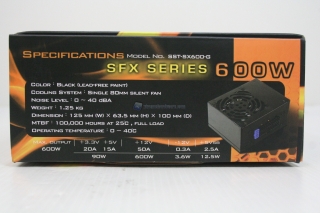 SPECIFICATIONS MODEL NO. SST-SX600-G
SFX SERIES 600W
COLOR : BLACK (LEAD-FREE PAINT)
COOLING SYSTEM : SINGLE 80MM SILENT FAN
NOISE LEVEL : 0 ~ 40 dBA
WEIGHT : 1.25 KG
DIMENSION : 125 MM (W) X 63.5 MM (H) X 100 MM (D)
MTBF : 100,000 HOURS AT 25C , FULL LOAD
OPERATING TEMPERATURE : 0 ~ 40C
MAX. OUTPUT +3.3V +5V +12V -12V +5VSB
600W 20A 15A 50A 0.3A 2.5A
90W 600W 3.6W 12.5W